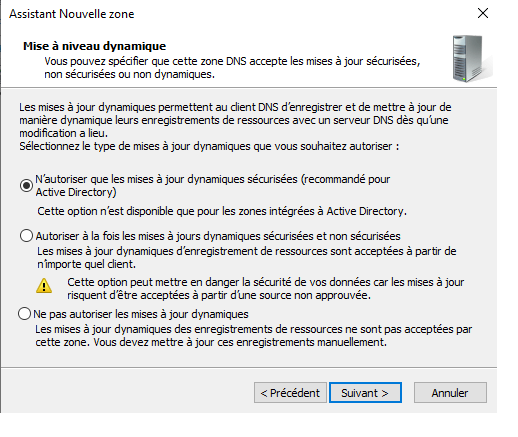 Assistant Nouvelle zone
Mise à niveau dynamique
Vous pouvez spécifier que cette zone DNS accepte les mises à jour sécurisées,
non sécurisées ou non dynamiques.
Les mises à jour dynamiques permettent au client DNS d'enregistrer et de mettre à jour de
manière dynamique leurs enregistrements de ressources avec un serveur DNS dès qu'une
modification a lieu.
Sélectionnez le type de mises à jour dynamiques que vous souhaitez autoriser :
N'autoriser que les mises à jour dynamiques sécurisées (recommandé pour
Active Directory)
Cette option n'est disponible que pour les zones intégrées à Active Directory.
Autoriser à la fois les mises à jours dynamiques sécurisées et non sécurisées
Les mises à jour dynamiques d'enregistrement de ressources sont acceptées à partir de
n'importe quel client.
Cette option peut mettre en danger la sécurité de vos données car les mises à jour
risquent d'être acceptées à partir d'une source non approuvée.
Ne pas autoriser les mises à jour dynamiques
Les mises à jour dynamiques des enregistrements de ressources ne sont pas acceptées par
cette zone. Vous devez mettre à jour ces enregistrements manuellement.
< Précédent
Suivant >
Annuler